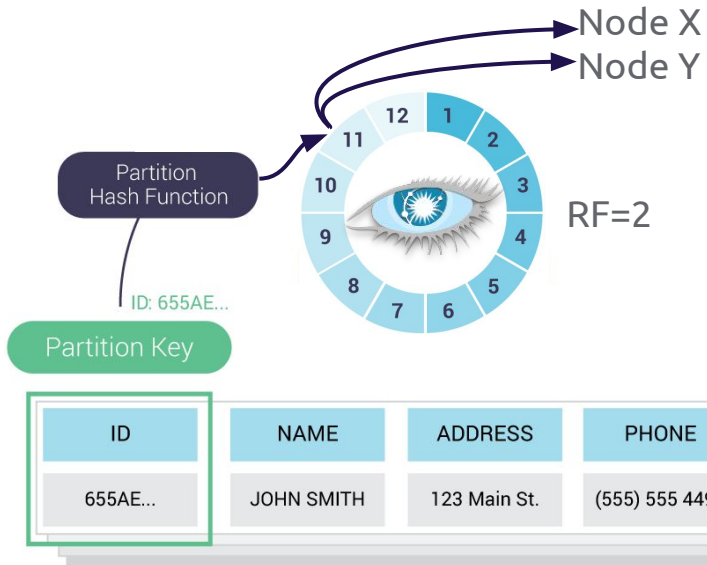 Node X
Node Y
12
1
11
2
10
3
9
4
8
5
7
6
Partition
Hash Function
RF=2
ID: 655AE...
Partition Key
ID
NAME
ADDRESS
PHONE
655AE...
JOHN SMITH
123 Main St.
(555) 555 449